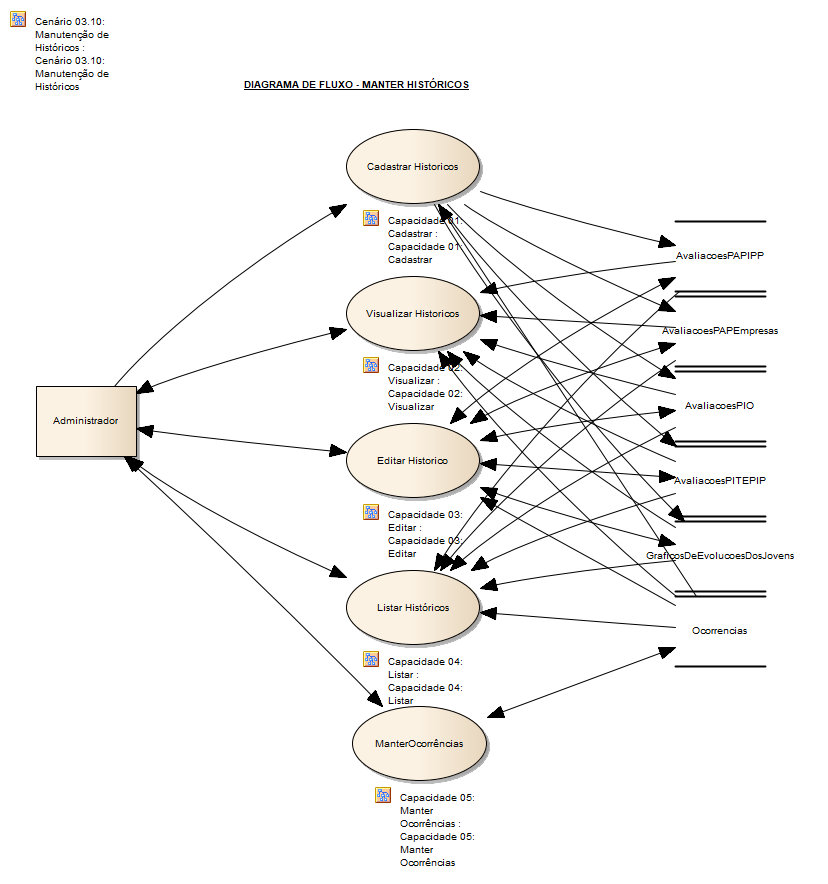 Cenário 03.10:
Manutenção de
Históricos :
Cenário 03.10:
Manutenção de
Históricos
DIAGRAMA DE FLUXO - MANTER HISTÓRICOS
Cadastrar Historicos
Capacidade 01:
Cadastrar :
Capacidade 01:
Cadastrar
Visualizar Historicos
Capacidade 02:
Visualizar :
Capacidade 02:
Visualizar
Administrador
Editar Historico
Capacidade 03:
Editar :
Capacidade 03:
Editar
Listar Históricos
Capacidade 04:
Listar :
Capacidade 04:
Listar
ManterOcorrências
Capacidade 05:
Manter
Ocorrências :
Capacidade 05:
Manter
Ocorrências
AvaliacoesPAPIPP
AvaliacoesPAPEmpresas
AvaliacoesPIO
AvaliacoesPITEPIP
GraficosDeEvolucoesDosJovens
Ocorrencias